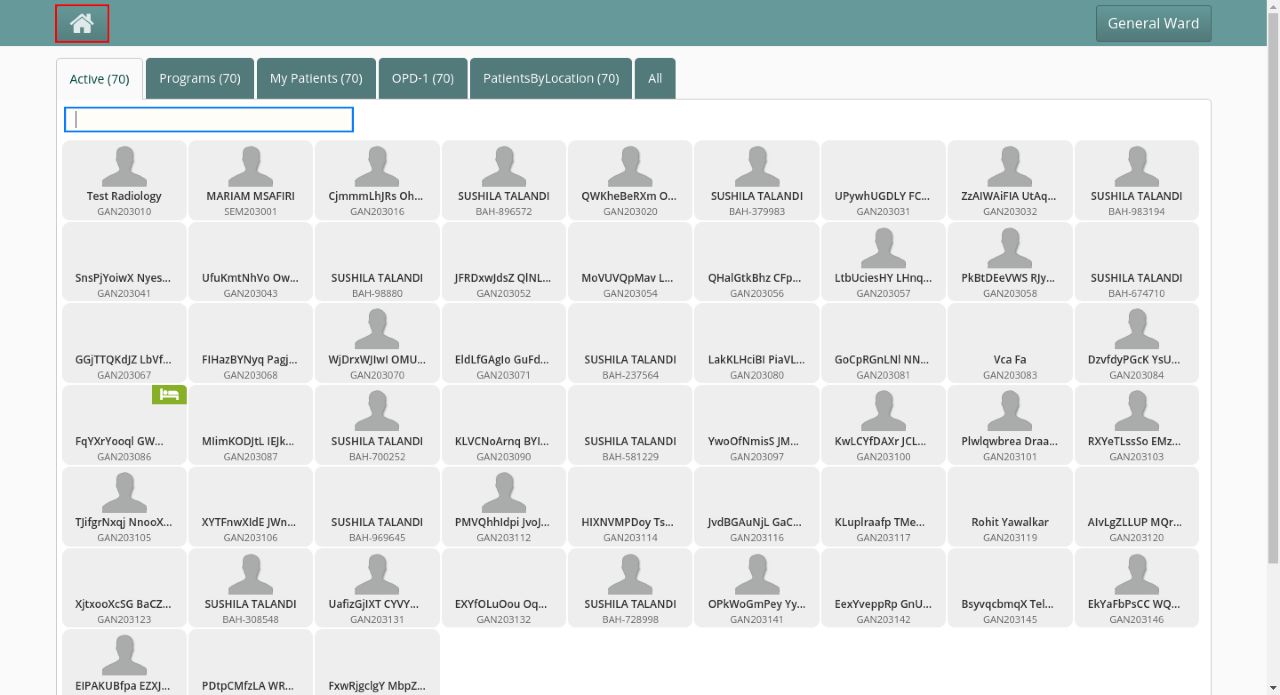 General Ward
Active (70) Programs (70) My Patients (70) OPD-1 (70) PatientsByLocation (70) All
Test Radiology MARIAM MSAFIRI CjmmmLhJRs Oh... SUSHILA TALANDI QWKheBeRXm O... SUSHILA TALANDI UPywhUGDLY FC... ZzAIWAiFIA UtAq... SUSHILA TALANDI
GAN203010 SEM203001 GAN203016 BAH-896572 GAN203020 BAH-379983 GAN203031 GAN203032 BAH-983194
SnsPjYoiwX Nyes... UfuKmtNhVo Ow... SUSHILA TALANDI JFRDxwJdsZ QlNL... MoVUVQpMav L... QHalGtkBhz CFp... LtbUciesHY LHnq... PkBtDEeVWS RJy... SUSHILA TALANDI
GAN203041 GAN203043 BAH-98880 GAN203052 GAN203054 GAN203056 GAN203057 GAN203058 BAH-674710
GGjTTQKdJZ LbVf... FIHazBYNyq Pagj... WjDrxWJIwI OMU... EldLfGAgIo GuFd... SUSHILA TALANDI LakKLHciBI PiaVL... GoCpRGnLNl NN... Vca Fa DzvfdyPGcK YsU...
GAN203067 GAN203068 GAN203070 GAN203071 BAH-237564 GAN203080 GAN203081 GAN203083 GAN203084
FqYXrYooql GW... MIimKODJtL IEJk... SUSHILA TALANDI KLVCNoArnq BYI... SUSHILA TALANDI YwoOfNmisS JM... KwLCYfDAXr JCL... Plwlqwbrea Draa... RXYeTLssSo EMz...
GAN203086 GAN203087 BAH-700252 GAN203090 BAH-581229 GAN203097 GAN203100 GAN203101 GAN203103
TJifgrNxqj NnooX... XYTFnwXIdE JWn... SUSHILA TALANDI PMVQhhIdpi JvoJ... HIXNVMPDoy Ts... JvdBGAuNjL GaC... KLuplraafp TMe... Rohit Yawalkar AIvLgZLLUP MQr...
GAN203105 GAN203106 BAH-969645 GAN203112 GAN203114 GAN203116 GAN203117 GAN203119 GAN203120
XjtxooXcSG BaCZ... SUSHILA TALANDI UafizGjIXT CYVY... EXYfOLuOou Oq... SUSHILA TALANDI OPkWoGmPey Yy... EexYveppRp GnU... BsyvqcbmqX Tel... EkYaFbPsCC WQ...
GAN203123 BAH-308548 GAN203131 GAN203132 BAH-728998 GAN203141 GAN203142 GAN203145 GAN203146
EIPAKUBfpa EZXJ... PDtpCMfzLA WR... FxwRjgclgY MbpZ...